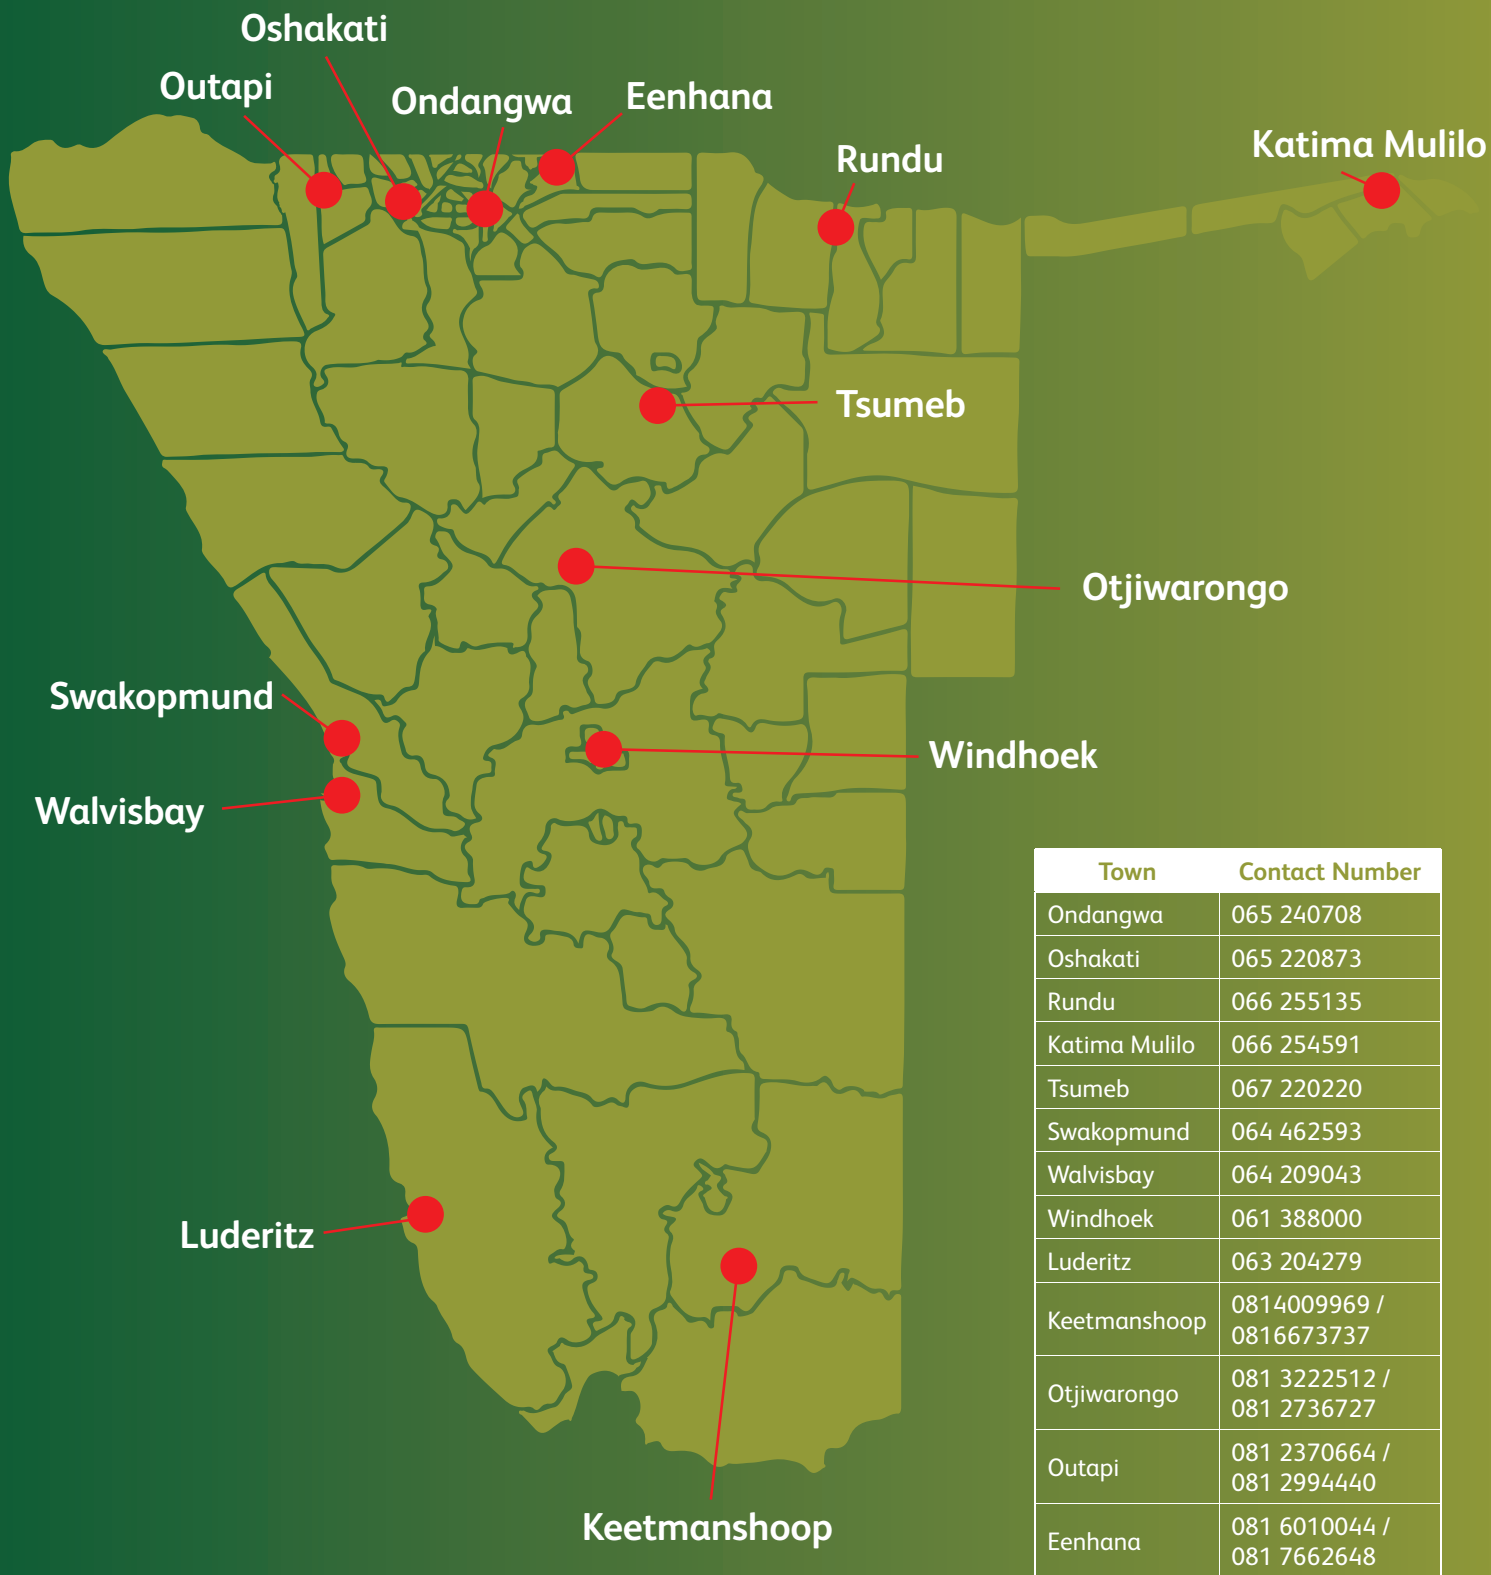 Oshakati
Outapi
Ondangwa
Eenhana
Rundu
Katima Mulilo
Tsumeb
Otjiwarongo
Swakopmund
Windhoek
Walvisbay
Luderitz
Keetmanshoop
Town Contact Number
Ondangwa 065 240708
Oshakati 065 220873
Rundu 066 255135
Katima Mulilo 066 254591
Tsumeb 067 220220
Swakopmund 064 462593
Walvisbay 064 209043
Windhoek 061 388000
Luderitz 063 204279
Keetmanshoop 0814009969 /
0816673737
Otjiwarongo 081 3222512 /
081 2736727
Outapi 081 2370664 /
081 2994440
Eenhana 081 6010044 /
081 7662648